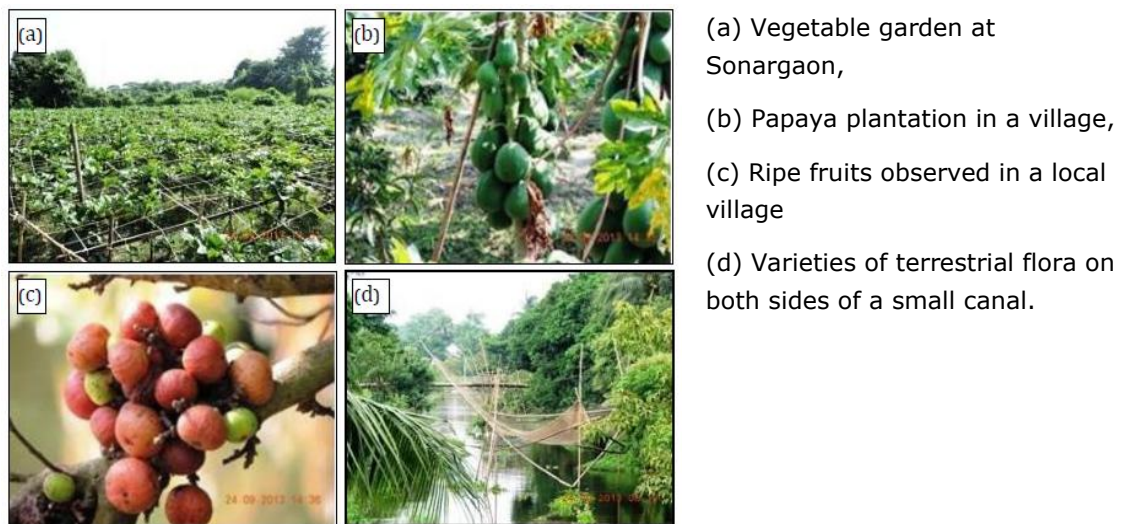 (a)
(b)
(a) Vegetable garden at
Sonargaon,
(b) Papaya plantation in a village,
(c) Ripe fruits observed in a local
village
(d) Varieties of terrestrial flora on
both sides of a small canal.
(c)
(d)
24-09-2013 14:36